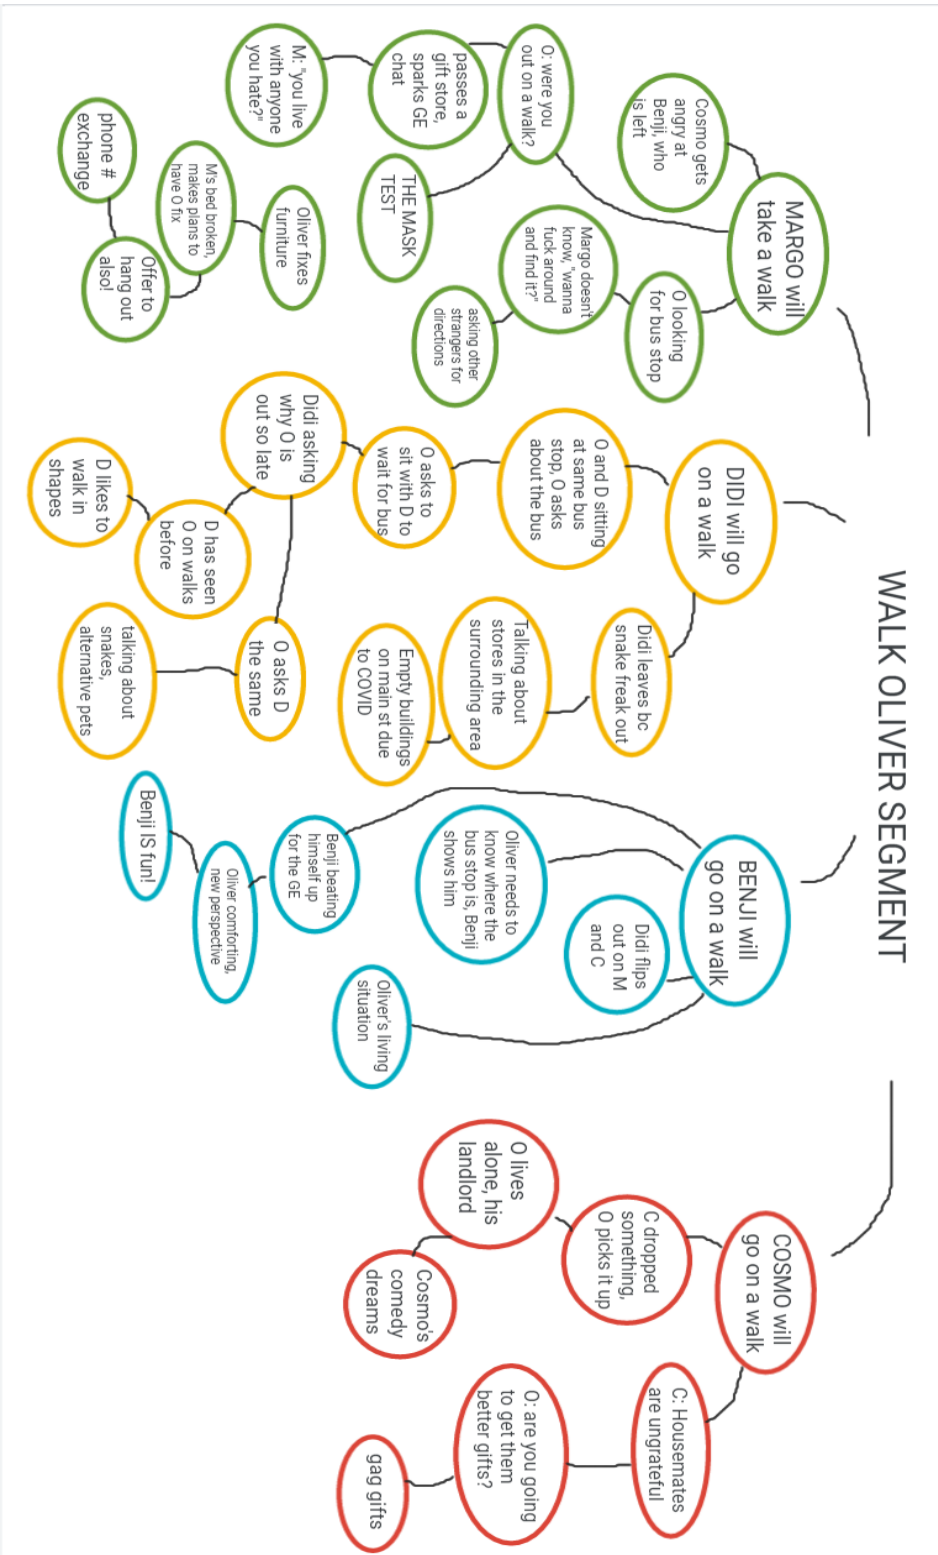 WALK OLIVER SEGMENT
MARGO will
take a walk
Cosmo gets
angry at
Benji, who
is left
O: were you
out on a walk?
passes a
gift store,
sparks GE
chat
M: "you live
with anyone
you hate?"
THE MASK
TEST
O looking
for bus stop
Margo doesn't
know, "wanna
fuck around
and find it?"
asking other
strangers for
directions
Oliver fixes
furniture
M's bed broken,
makes plans to
have O fix
Offer to
hang out
also!
phone #
exchange
DIDI will go
on a walk
O and D sitting
at same bus
stop, O asks
about the bus
O asks to
sit with D to
wait for bus
Didi asking
why O is
out so late
D has seen
O on walks
before
D likes to
walk in
shapes
O asks D
the same
talking about
snakes,
alternative pets
Didi leaves bc
snake freak out
Talking about
stores in the
surrounding area
Empty buildings
on main st due
to COVID
BENJI will
go on a walk
Oliver needs to
know where the
bus stop is, Benji
shows him
Didi flips
out on M
and C
Benji beating
himself up
for the GE
Oliver comforting,
new perspective
Benji IS fun!
Oliver's living
situation
COSMO will
go on a walk
C dropped
something,
O picks it up
O lives
alone, his
landlord
Cosmo's
comedy
dreams
C: Housemates
are ungrateful
O: are you going
to get them
better gifts?
gag gifts